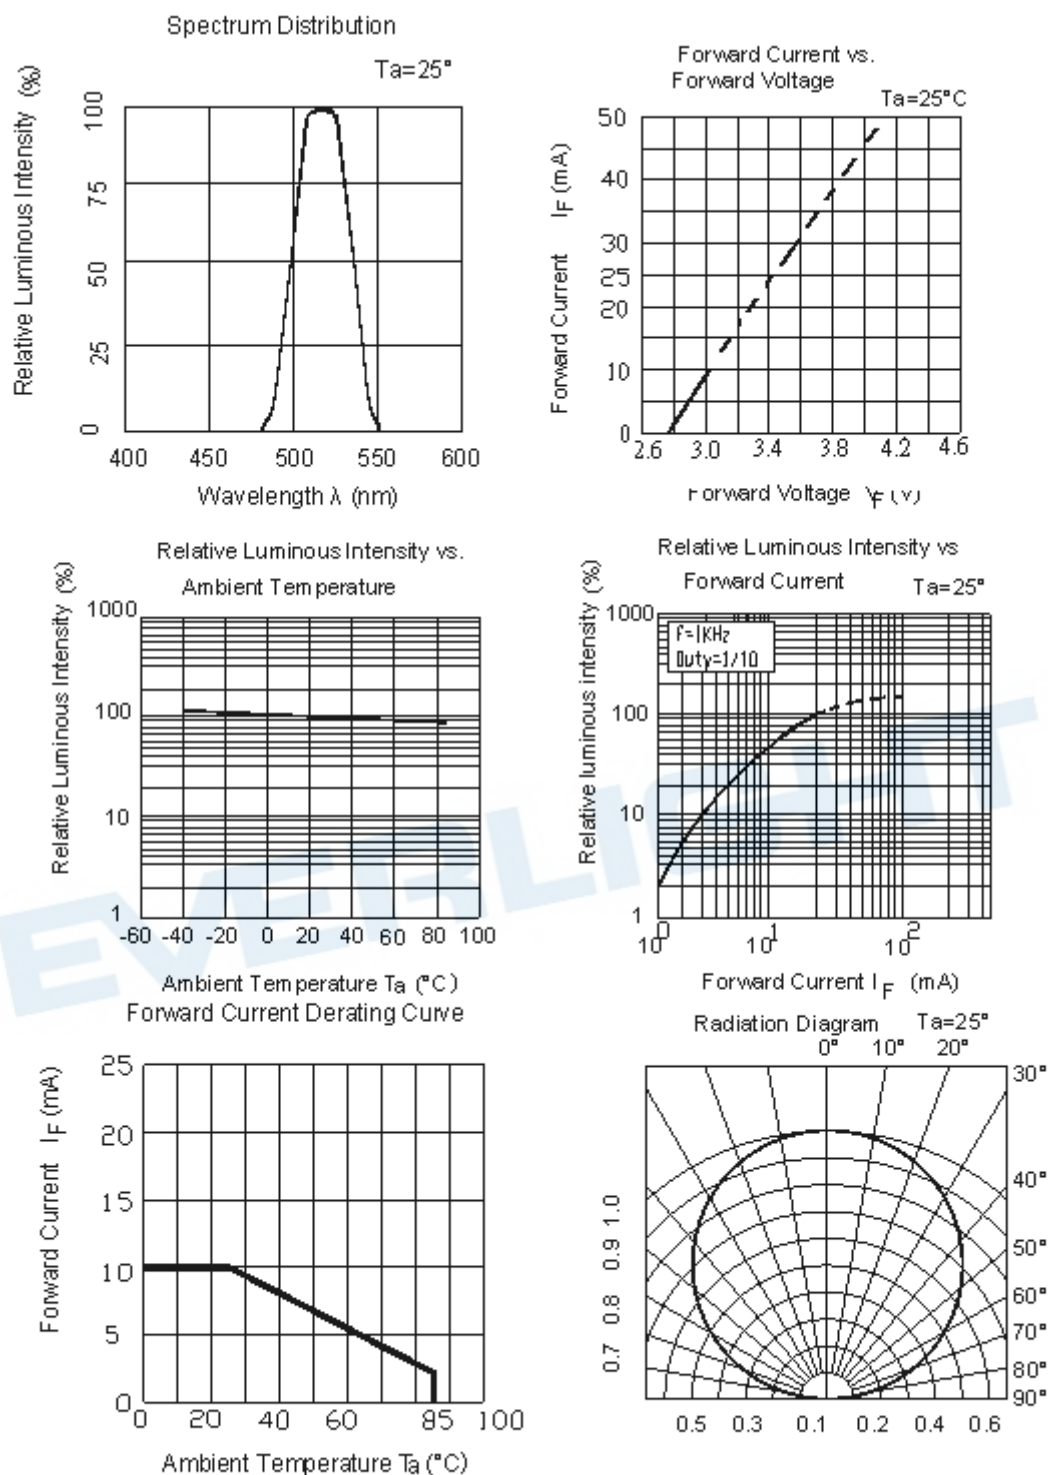 Spectrum Distribution
Ta=25°
Relative Luminous Intensity (%)
100
75
50
25
0
400 450 500 550 600
Wavelength λ (nm)
Forward Current vs.
Forward Voltage
Ta=25°C
Forward Current IF (mA)
50
40
30
25
20
10
0
2.6 3.0 3.4 3.8 4.2 4.6
Forward Voltage VF (v)
Relative Luminous Intensity vs.
Ambient Temperature
Relative Luminous Intensity (%)
1000
100
10
1
-60 -40 -20 0 20 40 60 80 100
Ambient Temperature Ta (°C)
Relative Luminous Intensity vs
Forward Current
Ta=25°
Relative luminous intensity (%)
f=1KHz
Duty=1/10
1000
100
10
1
10⁰ 10¹ 10²
Forward Current IF (mA)
EVERLIGHT
Forward Current Derating Curve
Forward Current IF (mA)
25
20
15
10
5
0
0 20 40 60 85 100
Ambient Temperature Ta (°C)
Radiation Diagram Ta=25°
0° 10° 20°
30°
40°
50°
60°
70°
80°
90°
1.0
0.9
0.8
0.7
0.5 0.3 0.1 0.2 0.4 0.6